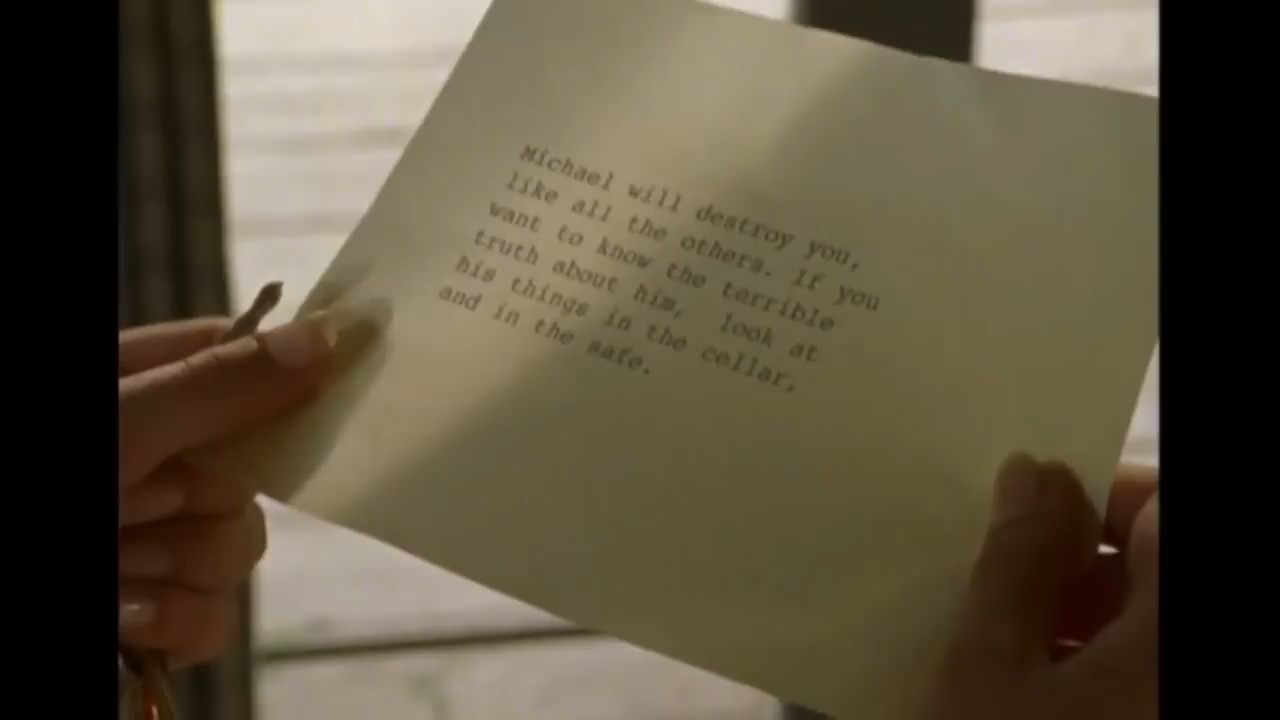 Michael will destroy you,
like all the others. If you
want to know the terrible
truth about him, look at
his things in the cellar,
and in the safe.